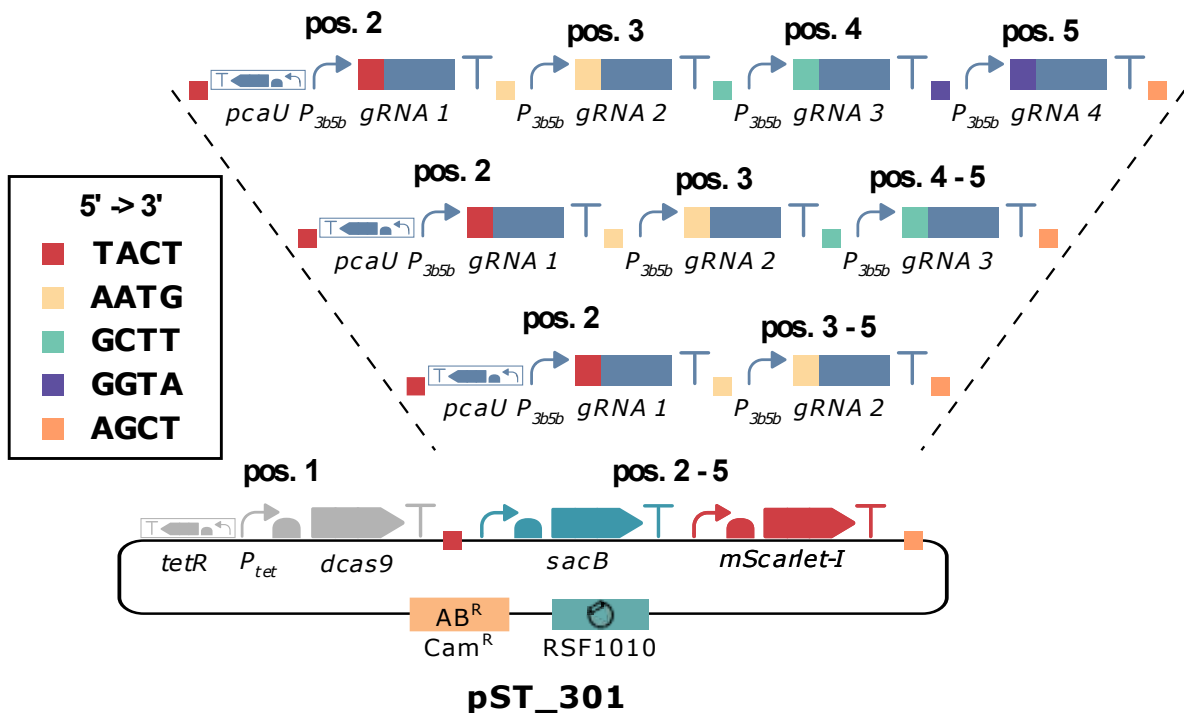 pos. 2 pos. 3 pos. 4 pos. 5
pcaU P3b5b gRNA 1 P3b5b gRNA 2 P3b5b gRNA 3 P3b5b gRNA 4
pos. 2 pos. 3 pos. 4 - 5
pcaU P3b5b gRNA 1 P3b5b gRNA 2 P3b5b gRNA 3
5' -> 3'
TACT
AATG
GCTT
GGTA
AGCT
pos. 2 pos. 3 - 5
pcaU P3b5b gRNA 1 P3b5b gRNA 2
pos. 1 pos. 2 - 5
tetR Ptet dcas9 sacB mScarlet-I
ABR
CamR RSF1010
pST_301